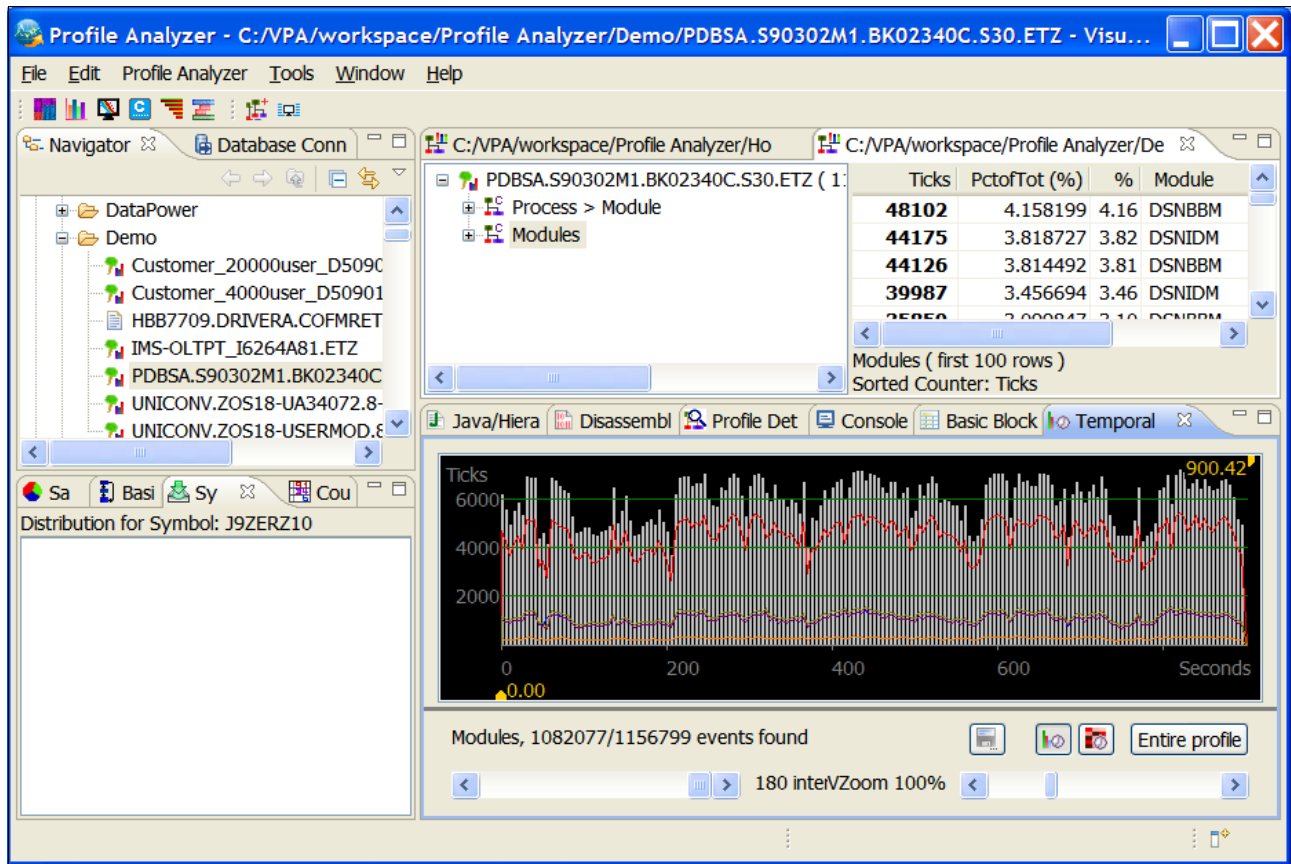 Profile Analyzer - C:/VPA/workspace/Profile Analyzer/Demo/PDBSA.S90302M1.BK02340C.S30.ETZ - Visu...
File Edit Profile Analyzer Tools Window Help
Navigator Database Conn
DataPower
Demo
Customer_20000user_D5090
Customer_4000user_D50901
HBB7709.DRIVERA.COFMRET
IMS-OLTPT_I6264A81.ETZ
PDBSA.S90302M1.BK02340C
UNICONV.ZOS18-UA34072.8-
UNICONV.ZOS18-USERMOD.8
C:/VPA/workspace/Profile Analyzer/Ho C:/VPA/workspace/Profile Analyzer/De
PDBSA.S90302M1.BK02340C.S30.ETZ ( 11
Process > Module
Modules
Ticks PctofTot (%) % Module
48102 4.158199 4.16 DSNBBM
44175 3.818727 3.82 DSNIDM
44126 3.814492 3.81 DSNBBM
39987 3.456694 3.46 DSNIDM
Modules ( first 100 rows )
Sorted Counter: Ticks
Sa Basi Sy Cou
Distribution for Symbol: J9ZERZ10
Java/Hiera Disassembl Profile Det Console Basic Block Temporal
Ticks
900.42
6000
4000
2000
0 200 400 600 Seconds
0.00
Modules, 1082077/1156799 events found
Entire profile
180 interVZoom 100%